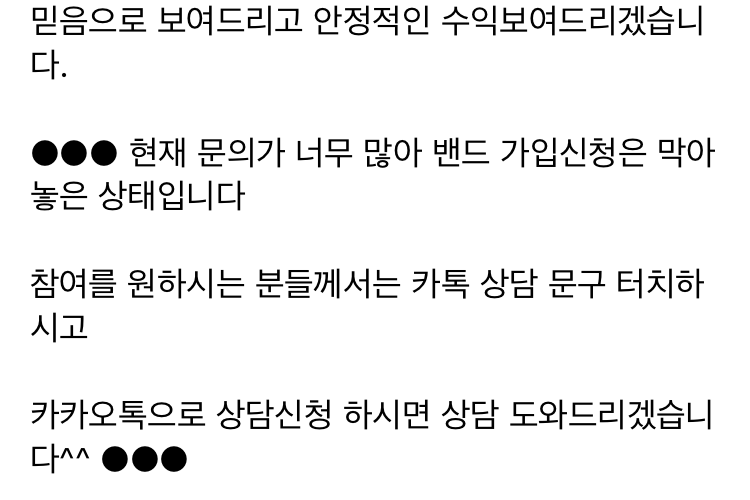 믿음으로 보여드리고 안정적인 수익보여드리겠습니
다.
●●● 현재 문의가 너무 많아 밴드 가입신청은 막아
놓은 상태입니다
참여를 원하시는 분들께서는 카톡 상담 문구 터치하
시고
카카오톡으로 상담신청 하시면 상담 도와드리겠습니
다^^ ●●●